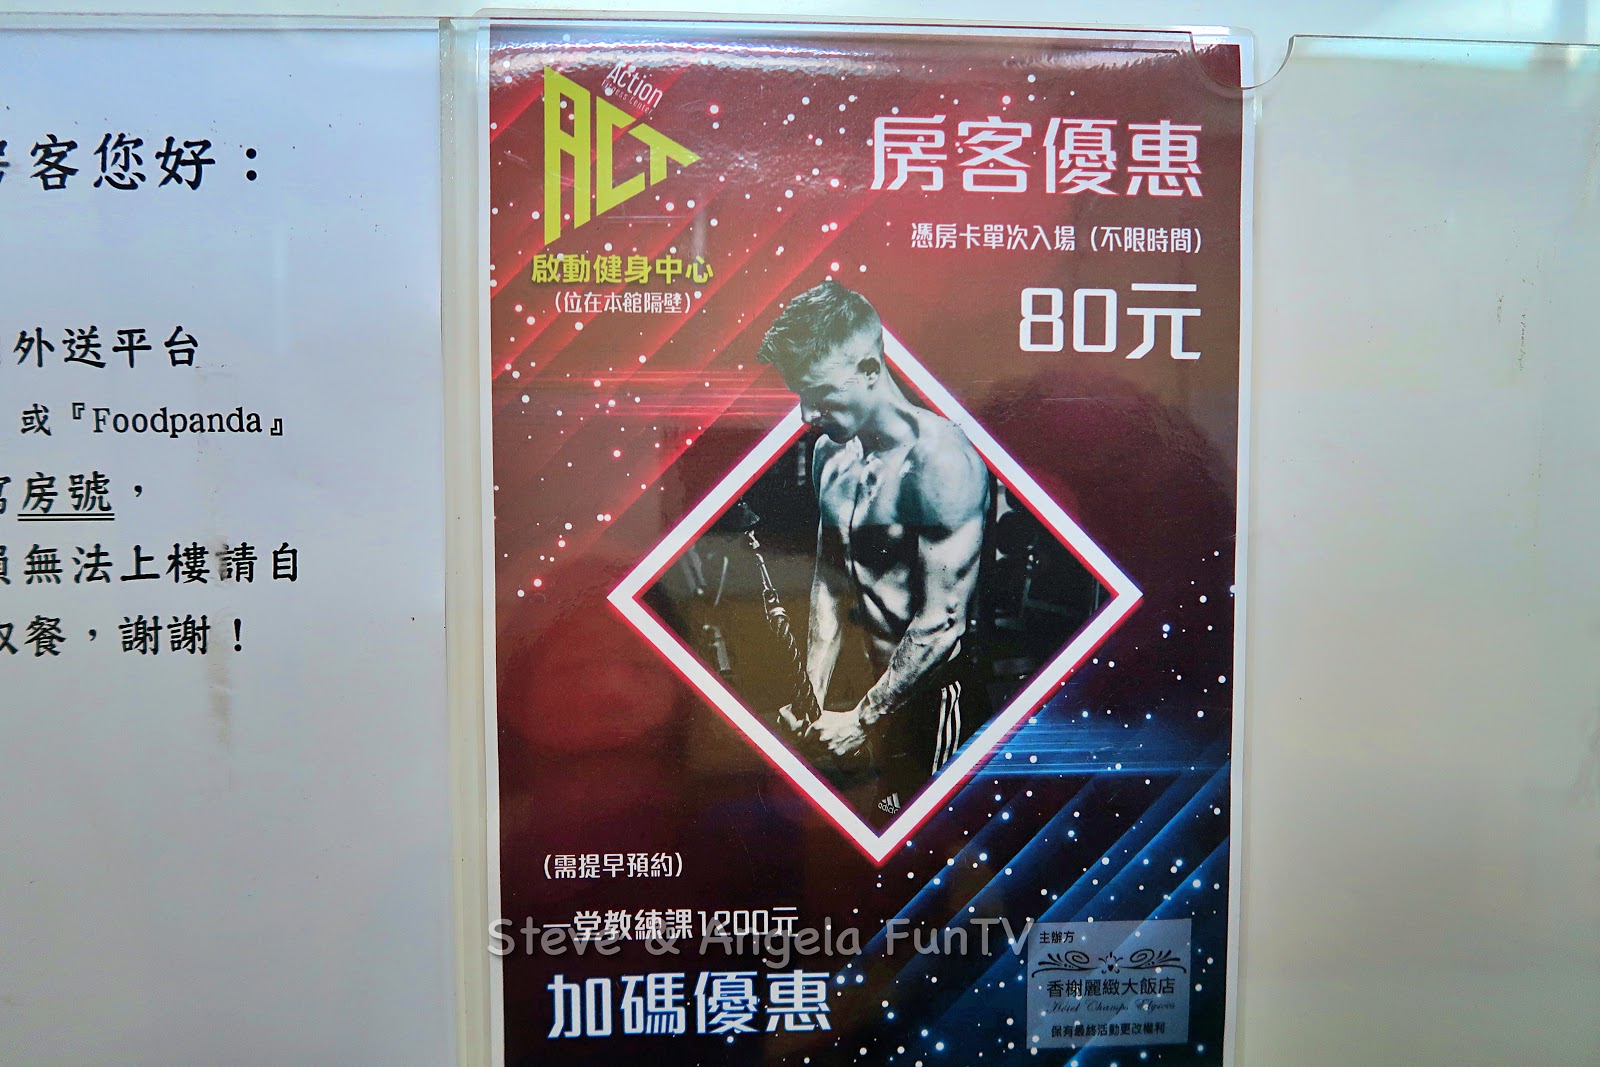 客您好：
外送平台
或『Foodpanda』
房號，
無法上樓請自
餐，謝謝！
Action
Fitness Center
ACT
啟動健身中心
（位在本館隔壁）
房客優惠
憑房卡單次入場（不限時間）
80元
adidas
（需提早預約）
一堂教練課1200元
加碼優惠
Steve & Angela FunTV
主辦方
香榭麗緻大飯店
Hôtel Champs Elysées
保有最終活動更改權利